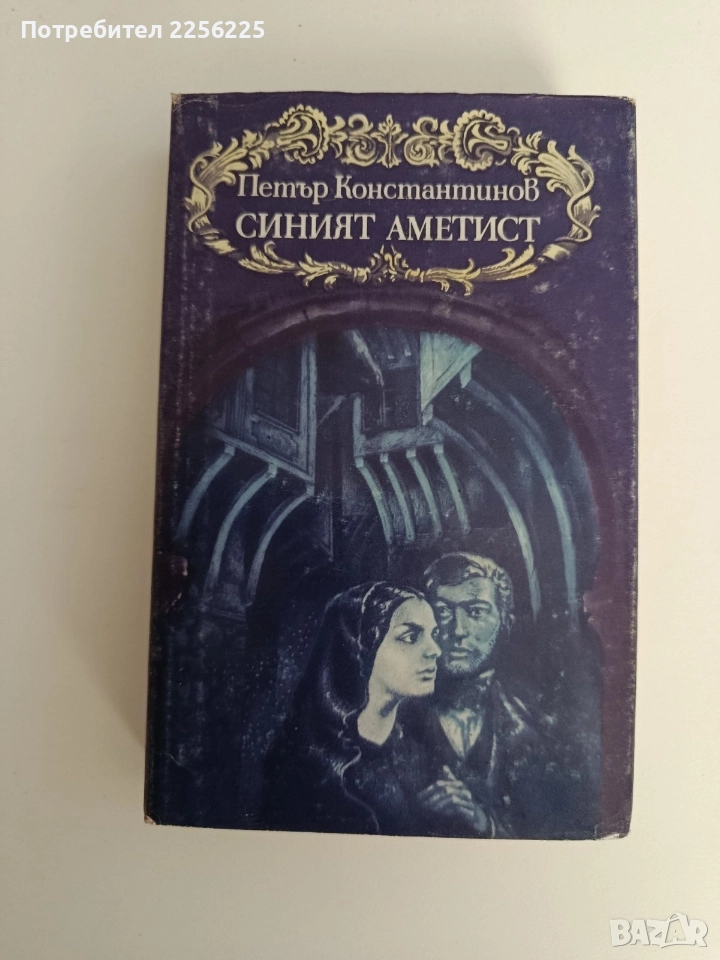 Потребител 2256225
Петър Константинов
СИНИЯТ АМЕТИСТ
BAZAR